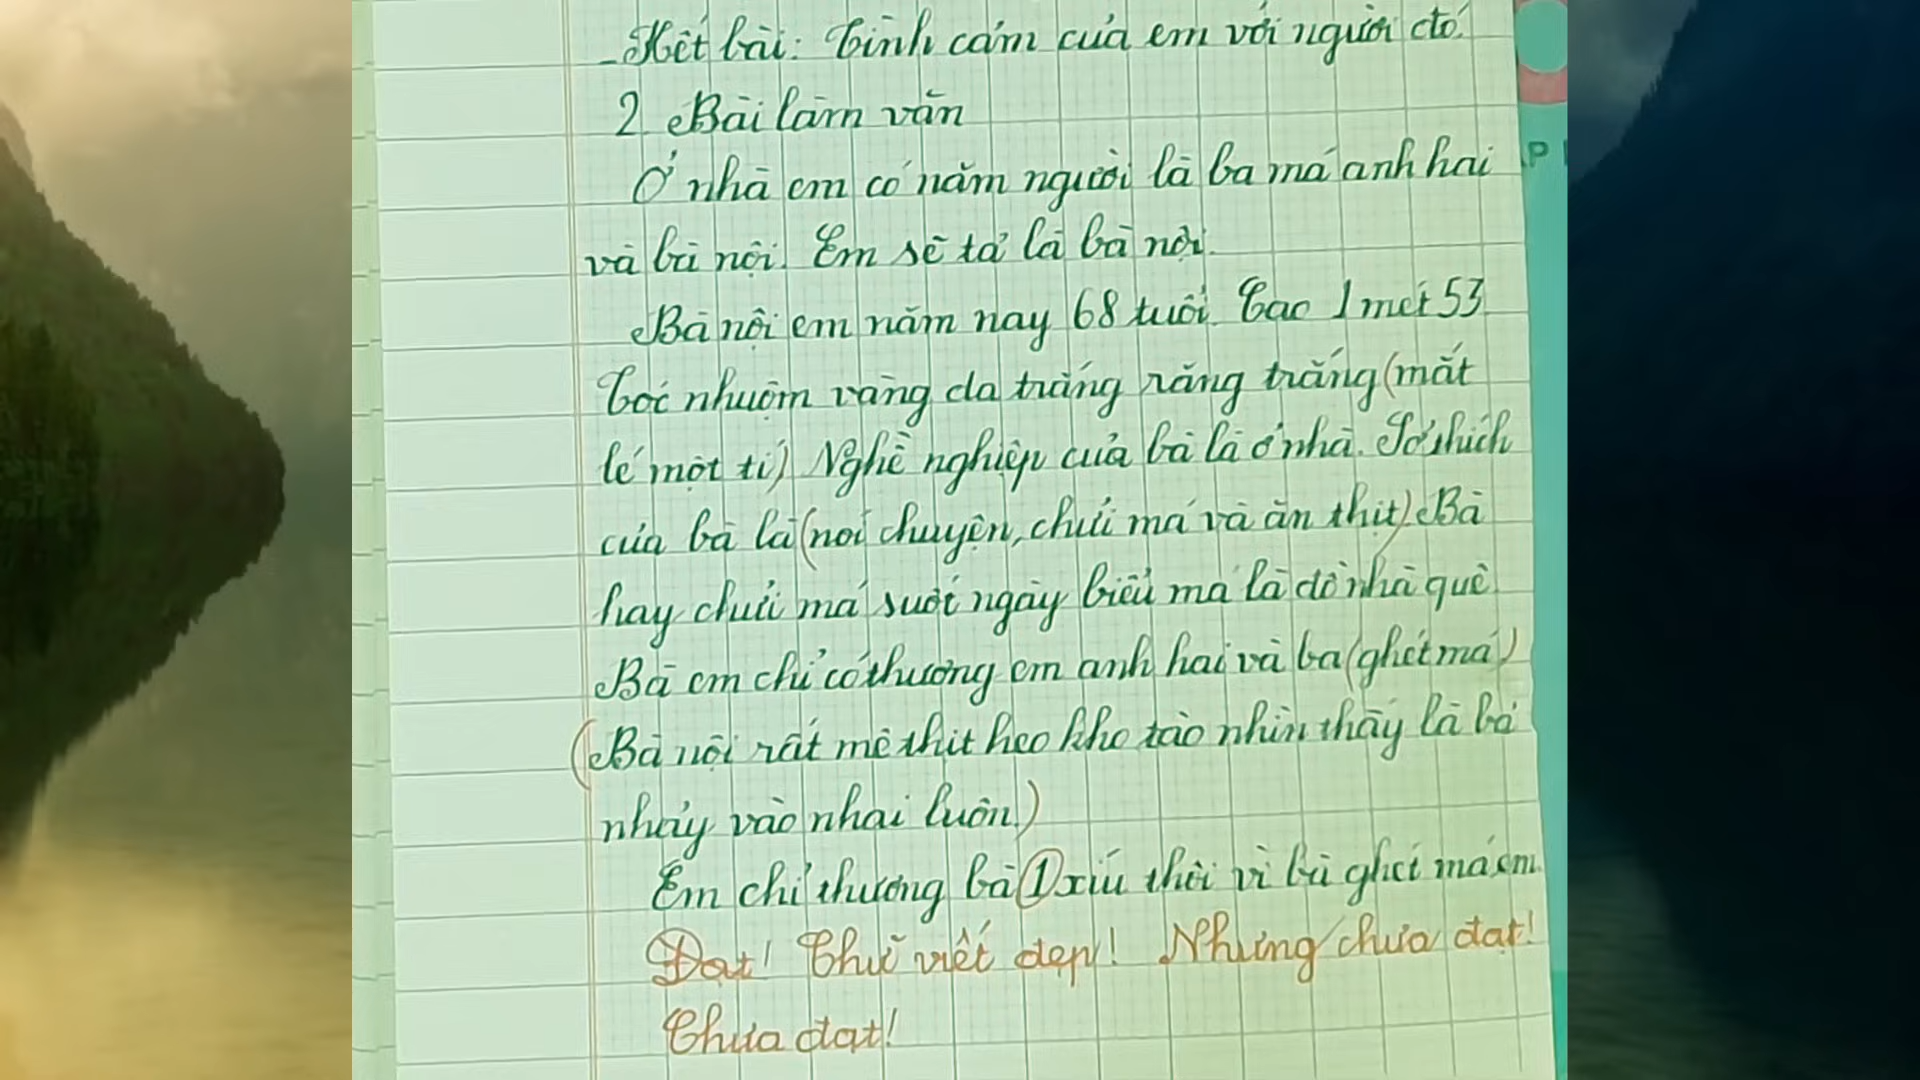 - Kết bài: Tình cảm của em với người đó.
2. Bài làm văn
Ở nhà em có năm người là ba má anh hai
và bà nội. Em sẽ tả là bà nội.
Bà nội em năm nay 68 tuổi. Cao 1 mét 53.
Tóc nhuộm vàng da trắng răng trắng (mắt
lé một tí) Nghề nghiệp của bà là ở nhà. Sở thích
của bà là (nói chuyện, chửi má và ăn thịt) Bà
hay chửi má suốt ngày biểu má là đồ nhà quê.
Bà em chỉ có thương em anh hai và ba (ghét má)
(Bà nội rất mê thịt heo kho tào nhìn thấy là bà
nhảy vào nhai luôn.)
Em chỉ thương bà 1 xíu thôi vì bà ghét má em.
Đạt! Chữ viết đẹp! Nhưng chưa đạt!
Chưa đạt!